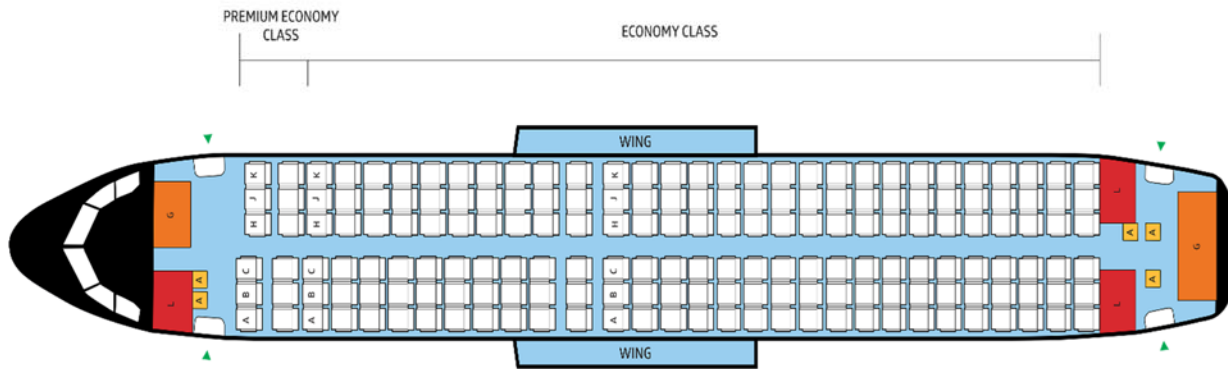 PREMIUM ECONOMY
CLASS
ECONOMY CLASS
WING
K K K
J J J
H H H
G
L
A A
G
A
A
L
C C C
B B B
A A A
A
L
WING